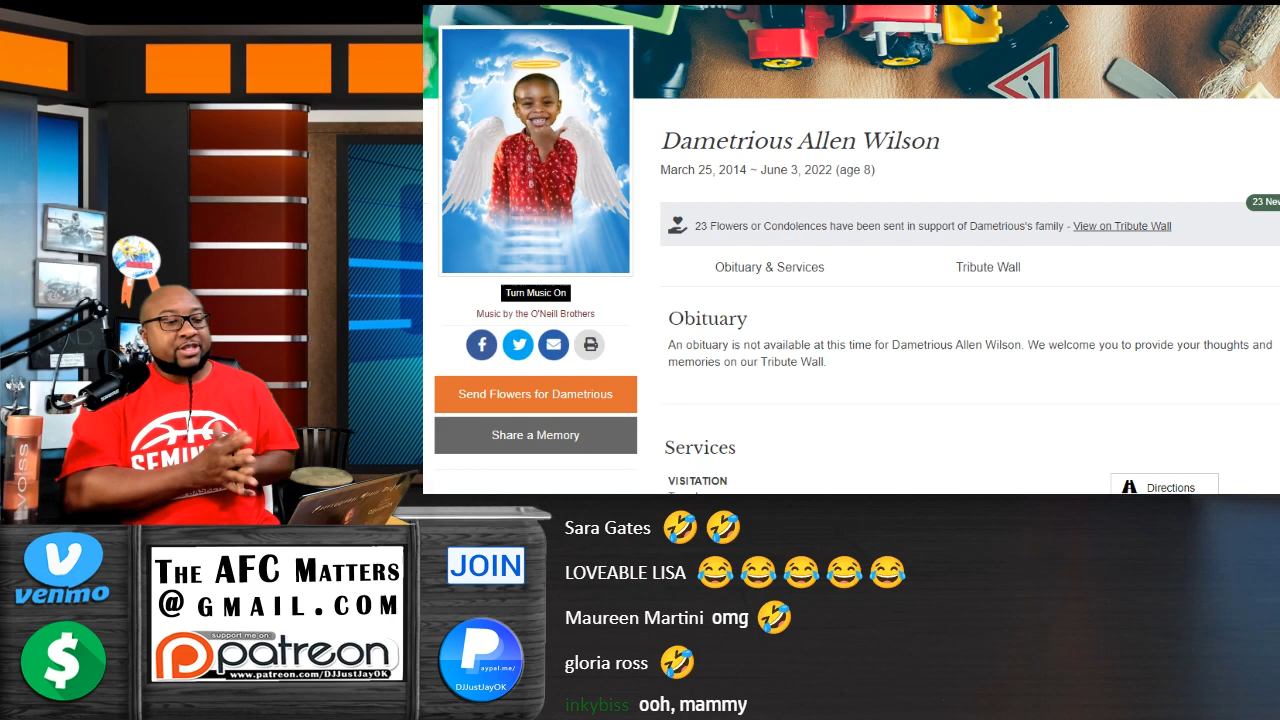 Dametrious Allen Wilson
March 25, 2014 ~ June 3, 2022 (age 8)
23 New
23 Flowers or Condolences have been sent in support of Dametrious's family - View on Tribute Wall
Obituary & Services
Tribute Wall
Turn Music On
Music by the O'Neill Brothers
Obituary
An obituary is not available at this time for Dametrious Allen Wilson. We welcome you to provide your thoughts and
memories on our Tribute Wall.
Send Flowers for Dametrious
Share a Memory
Services
VISITATION
Directions
voiss
SEMIN
venmo
THE AFC MATTERS
@GMAIL.COM
support me on:
patreon
www.patreon.com/DJJustJayOK
JOIN
Paypal.me/
DJJustJayOK
$
Sara Gates 🤣 🤣
LOVEABLE LISA 😂 😂 😂 😂 😂
Maureen Martini omg 🤣
gloria ross 🤣
inkybiss ooh, mammy